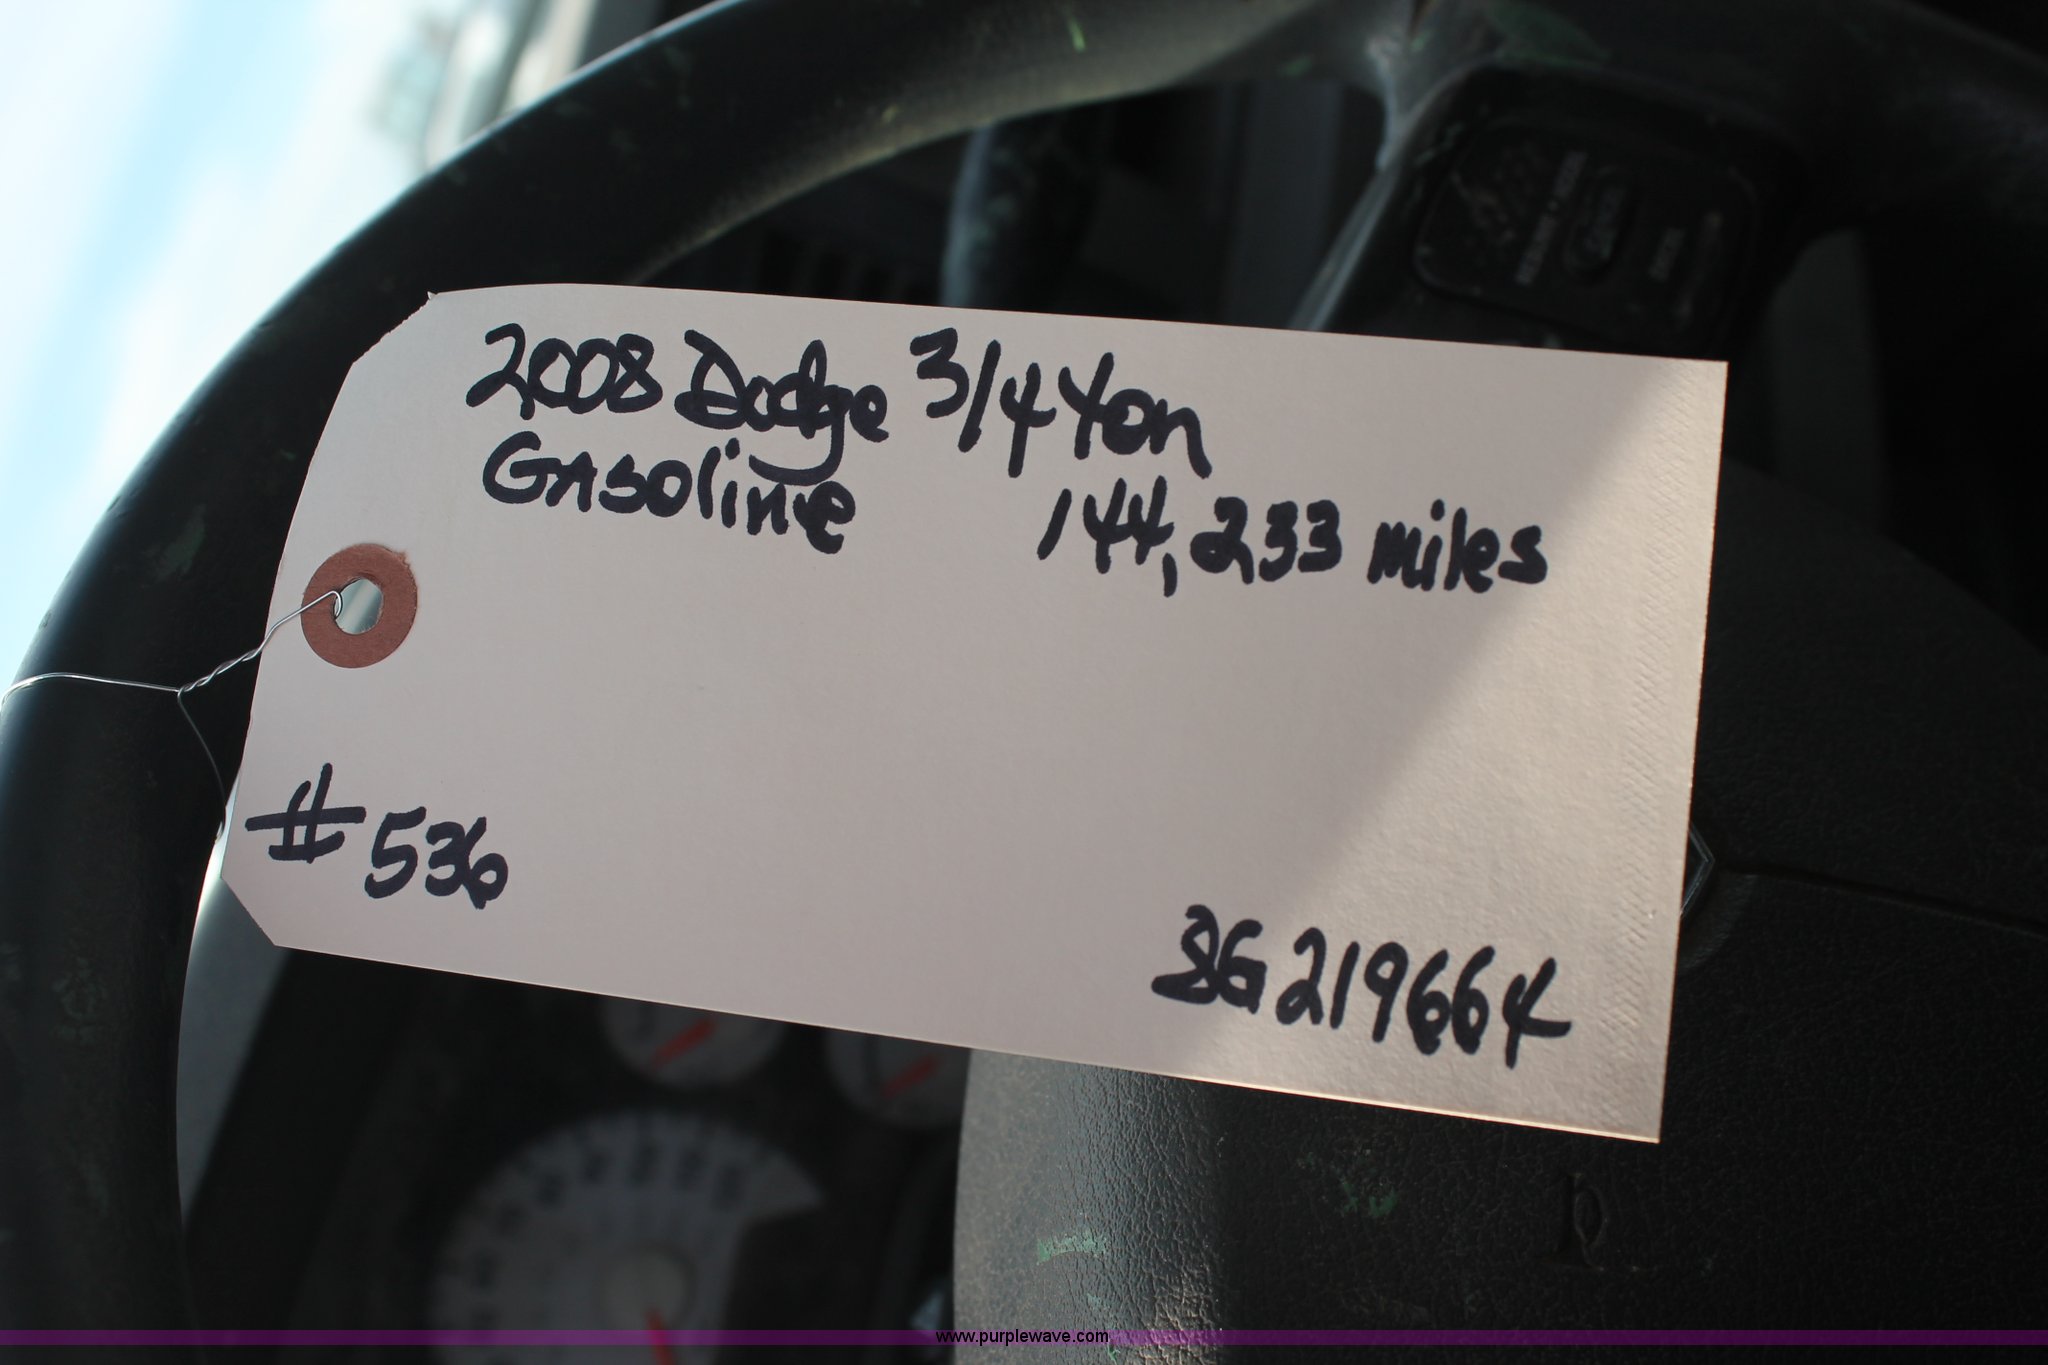 2008 Dodge 3/4 Ton
Gasoline 144,233 miles
#536
8G219664
www.purplewave.com